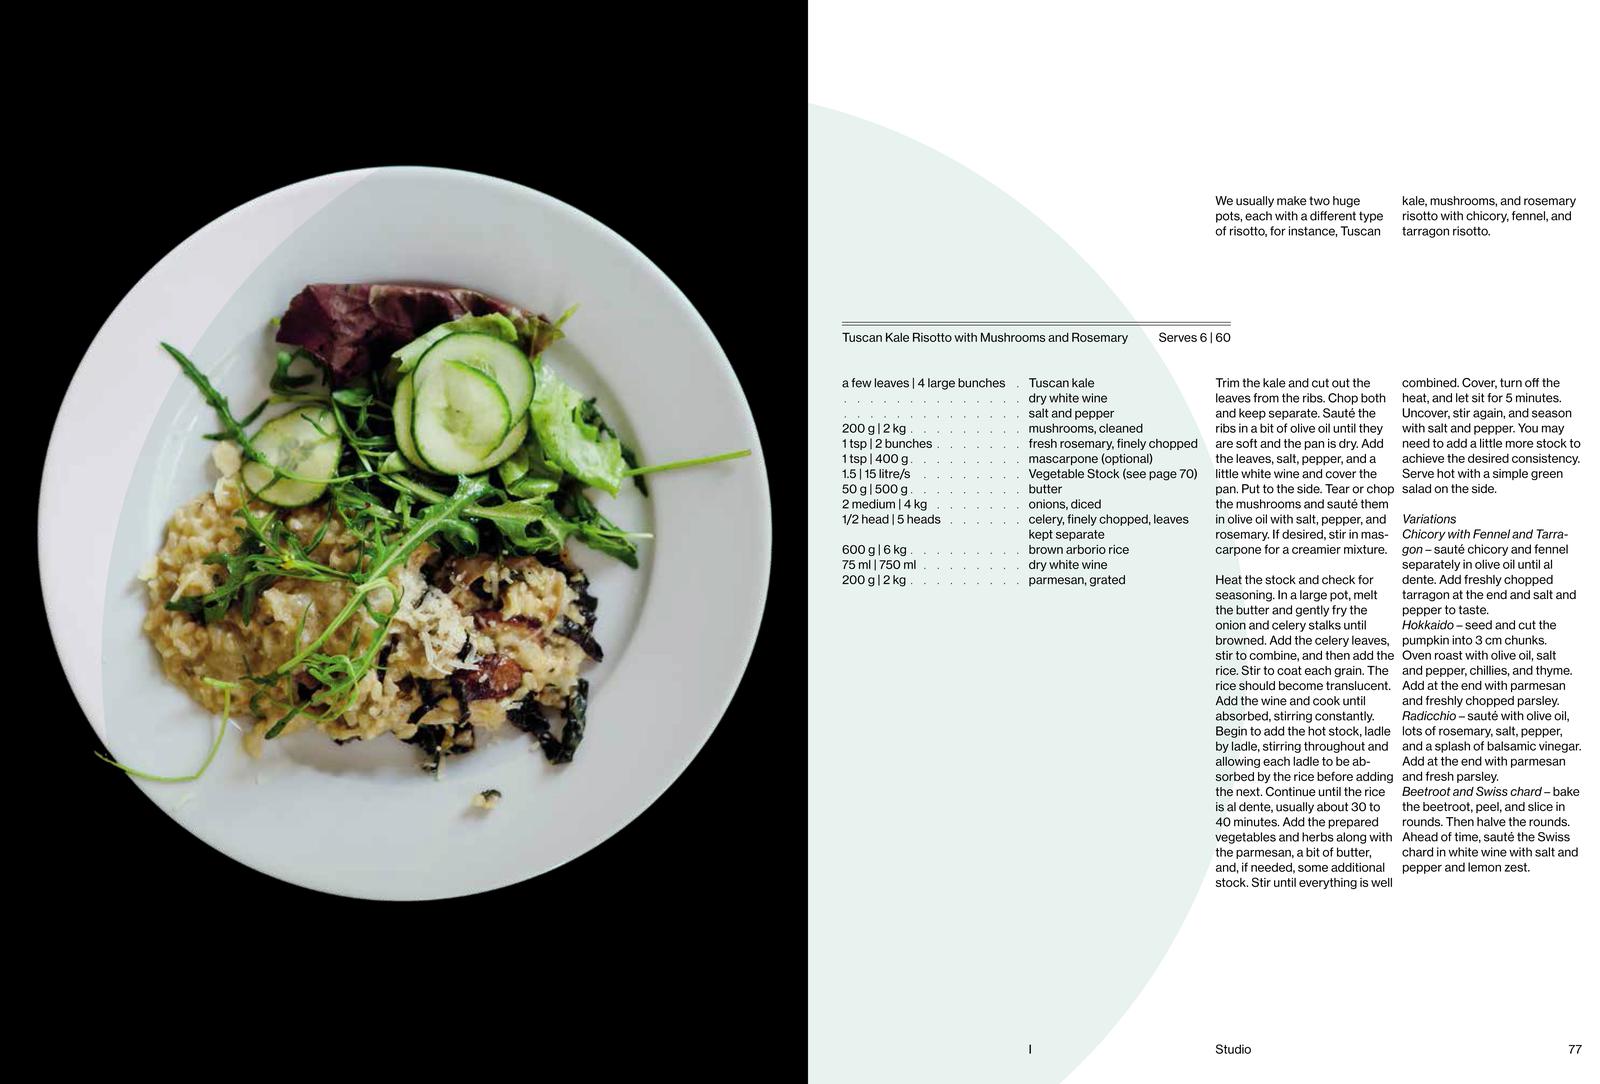 We usually make two huge
pots, each with a different type
of risotto, for instance, Tuscan
kale, mushrooms, and rosemary
risotto with chicory, fennel, and
tarragon risotto.
Tuscan Kale Risotto with Mushrooms and Rosemary Serves 6 | 60
a few leaves | 4 large bunches . Tuscan kale
. . . . . . . . . . . . . . dry white wine
. . . . . . . . . . . . . . salt and pepper
200 g | 2 kg . . . . . . . . . mushrooms, cleaned
1 tsp | 2 bunches . . . . . . . fresh rosemary, finely chopped
1 tsp | 400 g . . . . . . . . . mascarpone (optional)
1.5 | 15 litre/s . . . . . . . . Vegetable Stock (see page 70)
50 g | 500 g . . . . . . . . . butter
2 medium | 4 kg . . . . . . . onions, diced
1/2 head | 5 heads . . . . . . celery, finely chopped, leaves
kept separate
600 g | 6 kg . . . . . . . . . brown arborio rice
75 ml | 750 ml . . . . . . . . dry white wine
200 g | 2 kg . . . . . . . . . parmesan, grated
Trim the kale and cut out the
leaves from the ribs. Chop both
and keep separate. Sauté the
ribs in a bit of olive oil until they
are soft and the pan is dry. Add
the leaves, salt, pepper, and a
little white wine and cover the
pan. Put to the side. Tear or chop
the mushrooms and sauté them
in olive oil with salt, pepper, and
rosemary. If desired, stir in mas-
carpone for a creamier mixture.
Heat the stock and check for
seasoning. In a large pot, melt
the butter and gently fry the
onion and celery stalks until
browned. Add the celery leaves,
stir to combine, and then add the
rice. Stir to coat each grain. The
rice should become translucent.
Add the wine and cook until
absorbed, stirring constantly.
Begin to add the hot stock, ladle
by ladle, stirring throughout and
allowing each ladle to be ab-
sorbed by the rice before adding
the next. Continue until the rice
is al dente, usually about 30 to
40 minutes. Add the prepared
vegetables and herbs along with
the parmesan, a bit of butter,
and, if needed, some additional
stock. Stir until everything is well
combined. Cover, turn off the
heat, and let sit for 5 minutes.
Uncover, stir again, and season
with salt and pepper. You may
need to add a little more stock to
achieve the desired consistency.
Serve hot with a simple green
salad on the side.
Variations
Chicory with Fennel and Tarra-
gon – sauté chicory and fennel
separately in olive oil until al
dente. Add freshly chopped
tarragon at the end and salt and
pepper to taste.
Hokkaido – seed and cut the
pumpkin into 3 cm chunks.
Oven roast with olive oil, salt
and pepper, chillies, and thyme.
Add at the end with parmesan
and freshly chopped parsley.
Radicchio – sauté with olive oil,
lots of rosemary, salt, pepper,
and a splash of balsamic vinegar.
Add at the end with parmesan
and fresh parsley.
Beetroot and Swiss chard – bake
the beetroot, peel, and slice in
rounds. Then halve the rounds.
Ahead of time, sauté the Swiss
chard in white wine with salt and
pepper and lemon zest.
I Studio 77